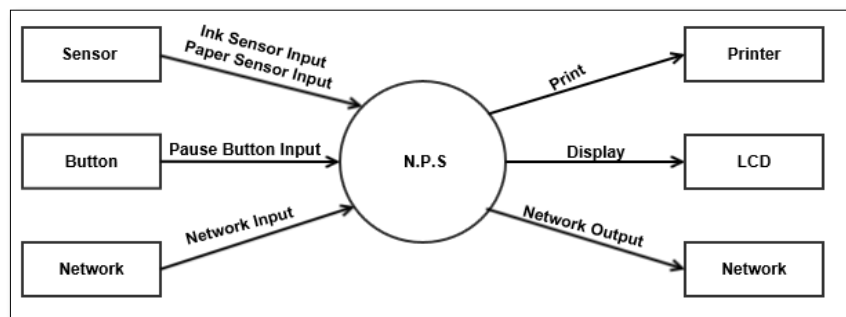 Sensor
Ink Sensor Input
Paper Sensor Input
Print
Printer
Button
Pause Button Input
N.P.S
Display
LCD
Network
Network Input
Network Output
Network